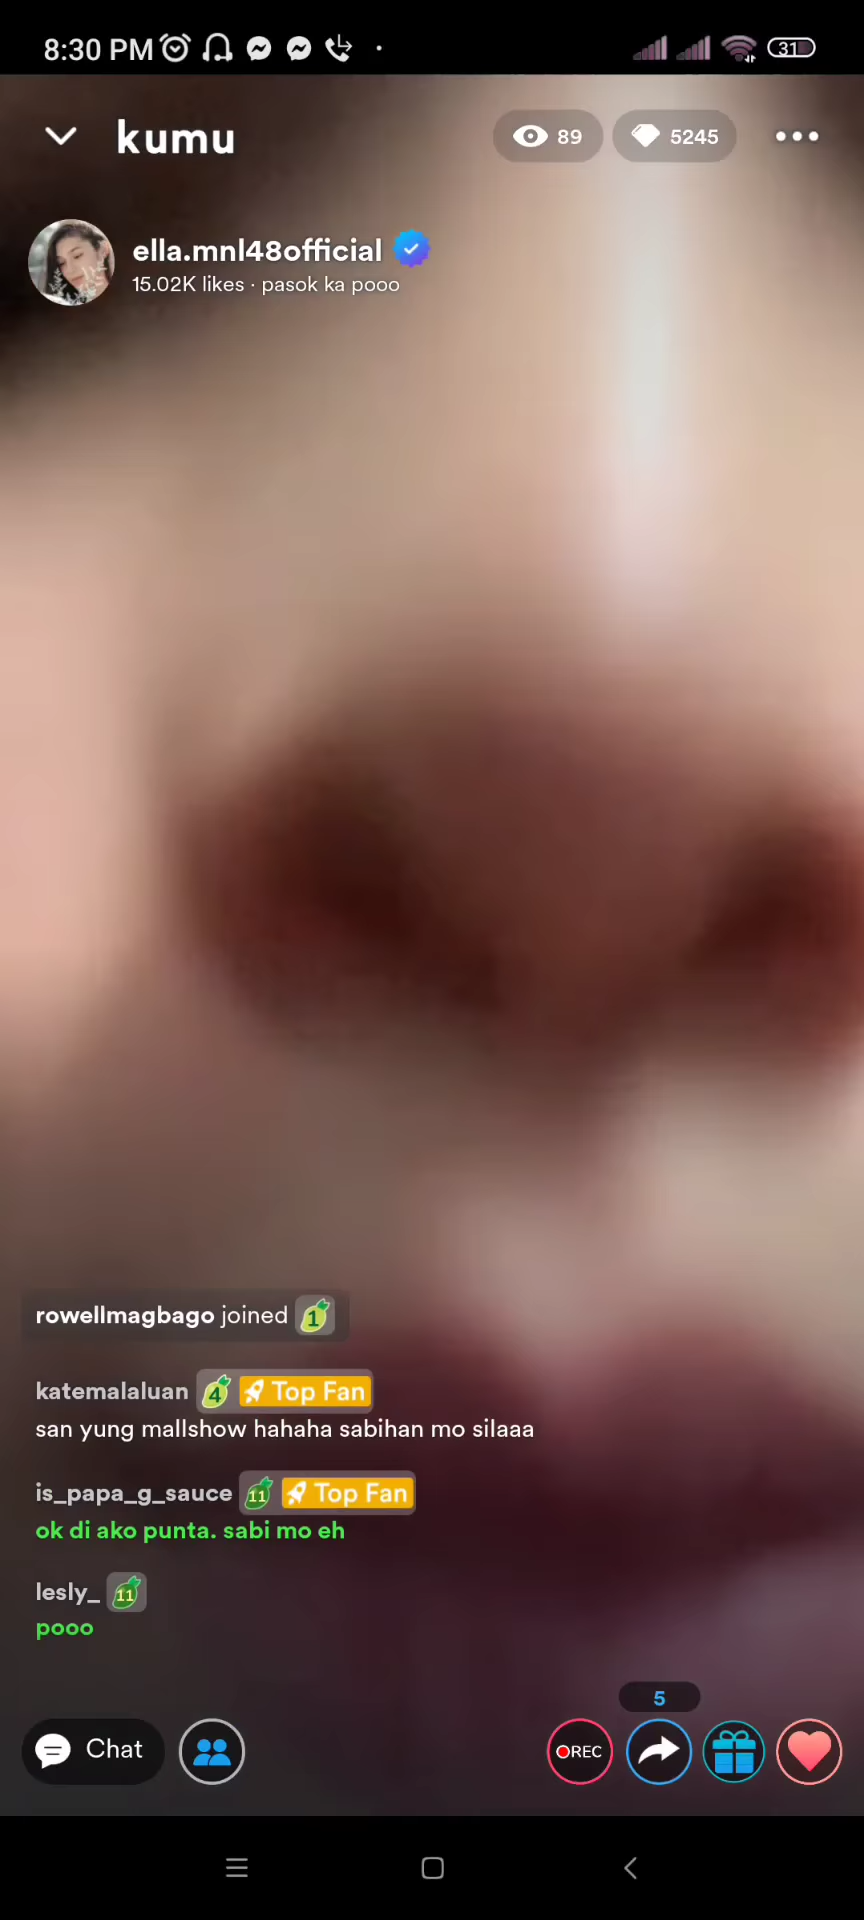 8:30 PM
31
kumu
89
5245
ella.mnl48official
15.02K likes · pasok ka pooo
rowellmagbago joined 1
katemalaluan 4 Top Fan
san yung mallshow hahaha sabihan mo silaaa
is_papa_g_sauce 11 Top Fan
ok di ako punta. sabi mo eh
lesly_ 11
pooo
5
Chat
REC